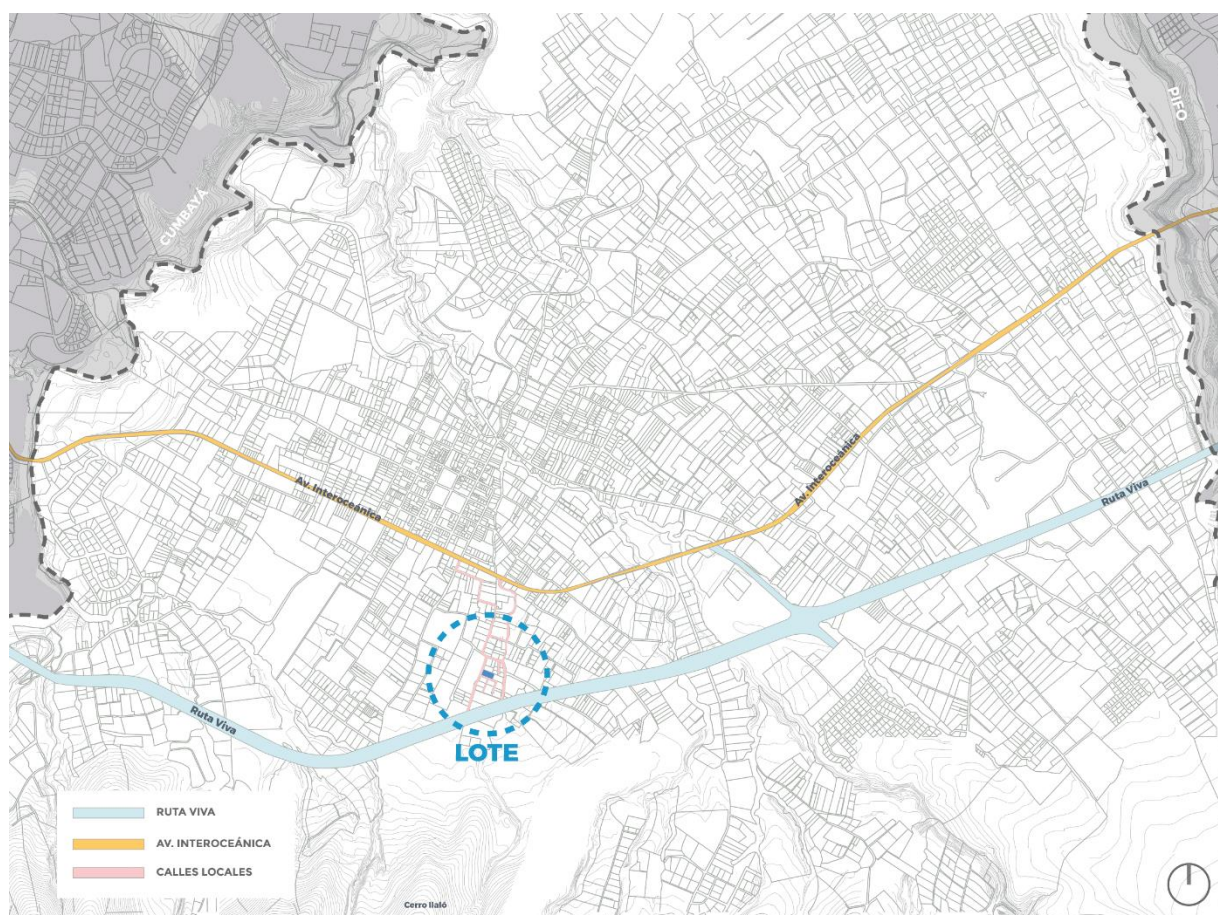 PIFO
CUMBAYÁ
Av. Interoceánica
Av. Interoceánica
Ruta Viva
Ruta Viva
LOTE
RUTA VIVA
AV. INTEROCEÁNICA
CALLES LOCALES
Cerro Ilaló